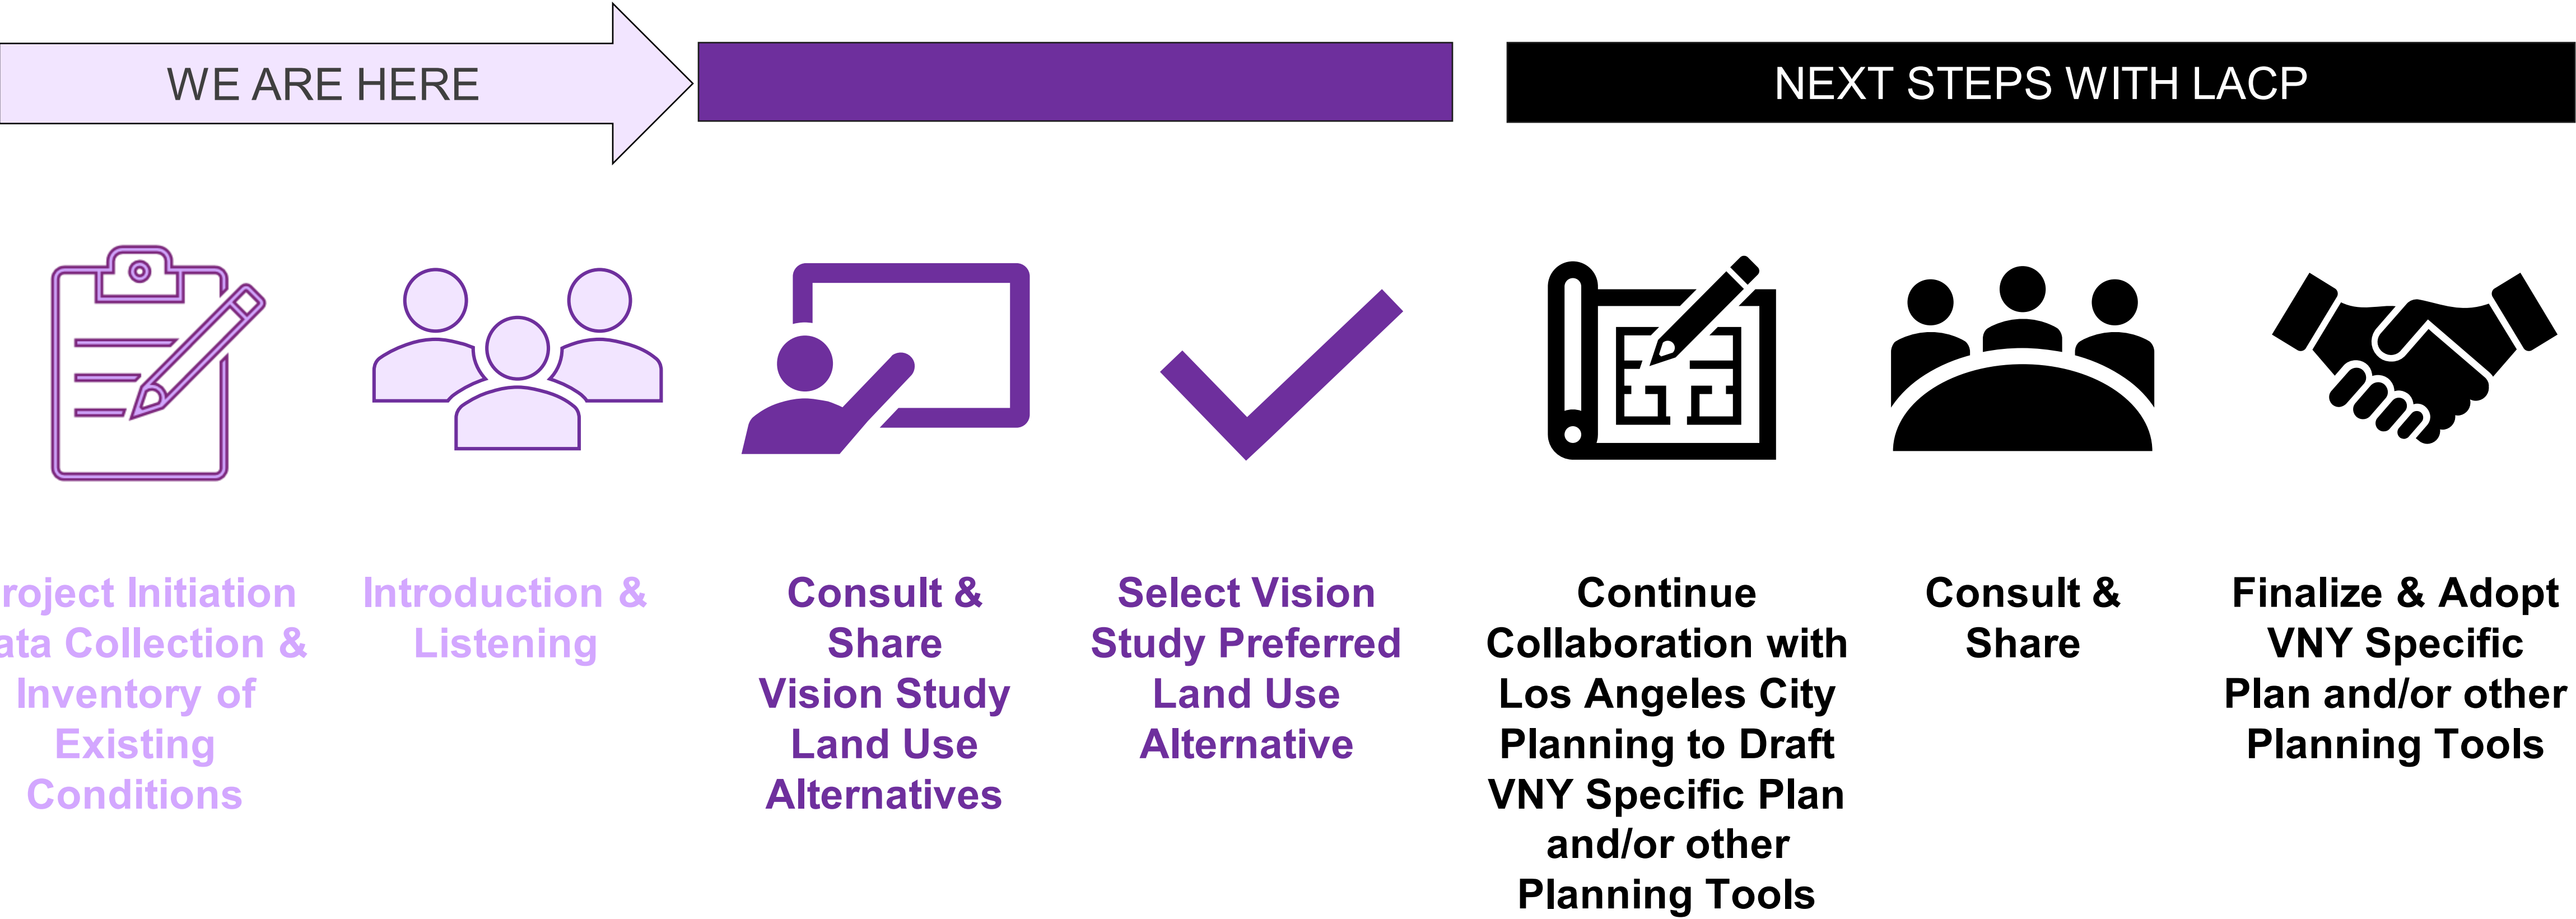 WE ARE HERE
NEXT STEPS WITH LACP
roject Initiation
ata Collection &
Inventory of
Existing
Conditions
Introduction &
Listening
Consult &
Share
Vision Study
Land Use
Alternatives
Select Vision
Study Preferred
Land Use
Alternative
Continue
Collaboration with
Los Angeles City
Planning to Draft
VNY Specific Plan
and/or other
Planning Tools
Consult &
Share
Finalize & Adopt
VNY Specific
Plan and/or other
Planning Tools